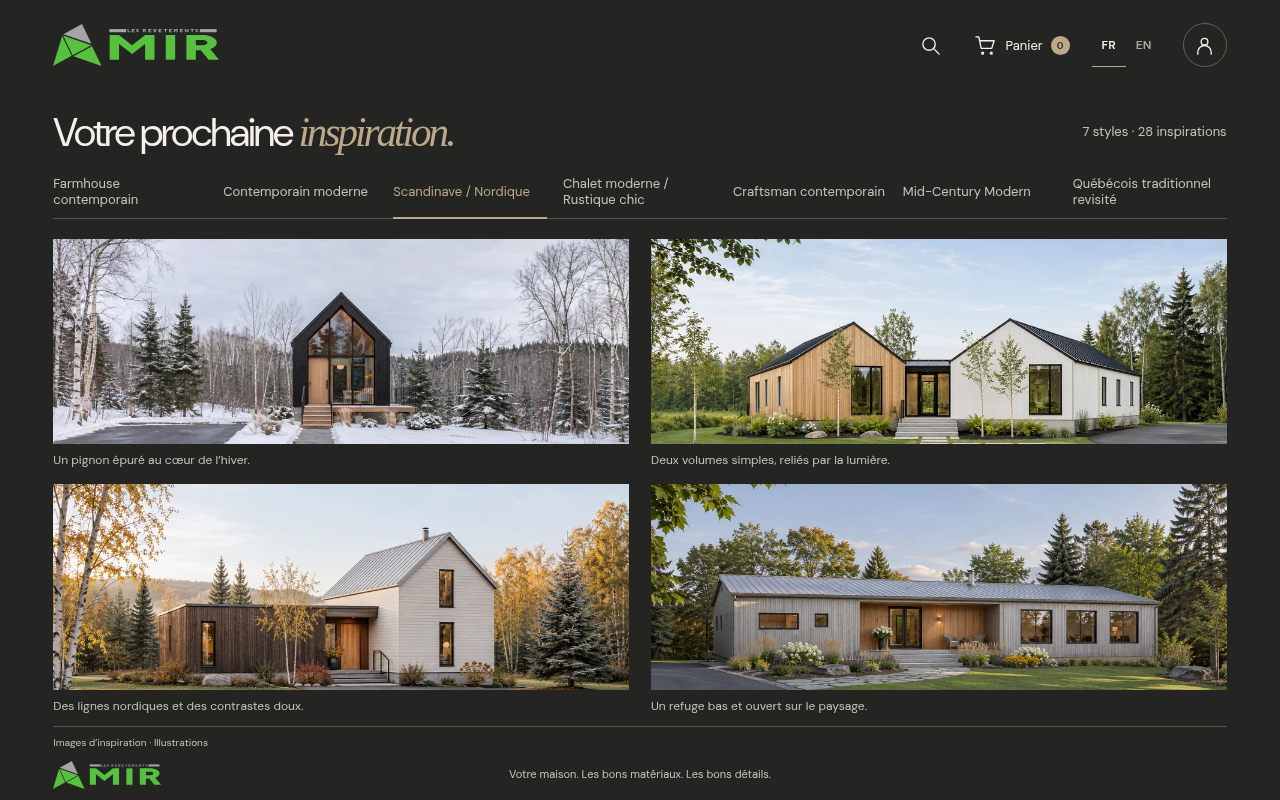 LES REVÊTEMENTS
MIR
Panier 0 FR EN
Votre prochaine inspiration.
7 styles · 28 inspirations
Farmhouse
contemporain
Contemporain moderne
Scandinave / Nordique
Chalet moderne /
Rustique chic
Craftsman contemporain
Mid-Century Modern
Québécois traditionnel
revisité
Un pignon épuré au cœur de l’hiver.
Deux volumes simples, reliés par la lumière.
Des lignes nordiques et des contrastes doux.
Un refuge bas et ouvert sur le paysage.
Images d’inspiration · Illustrations
LES REVÊTEMENTS
MIR
Votre maison. Les bons matériaux. Les bons détails.